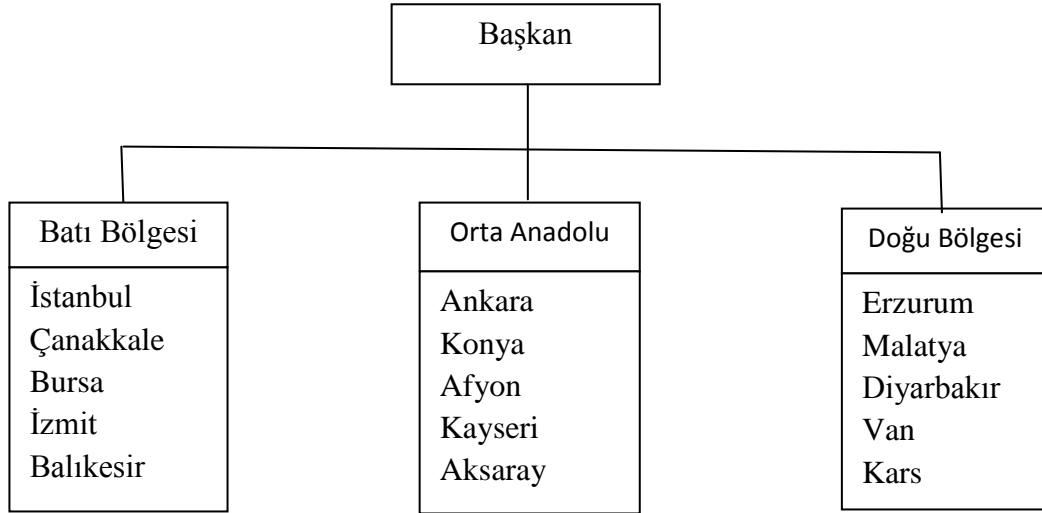 Başkan
Batı Bölgesi
İstanbul
Çanakkale
Bursa
İzmit
Balıkesir
Orta Anadolu
Ankara
Konya
Afyon
Kayseri
Aksaray
Doğu Bölgesi
Erzurum
Malatya
Diyarbakır
Van
Kars